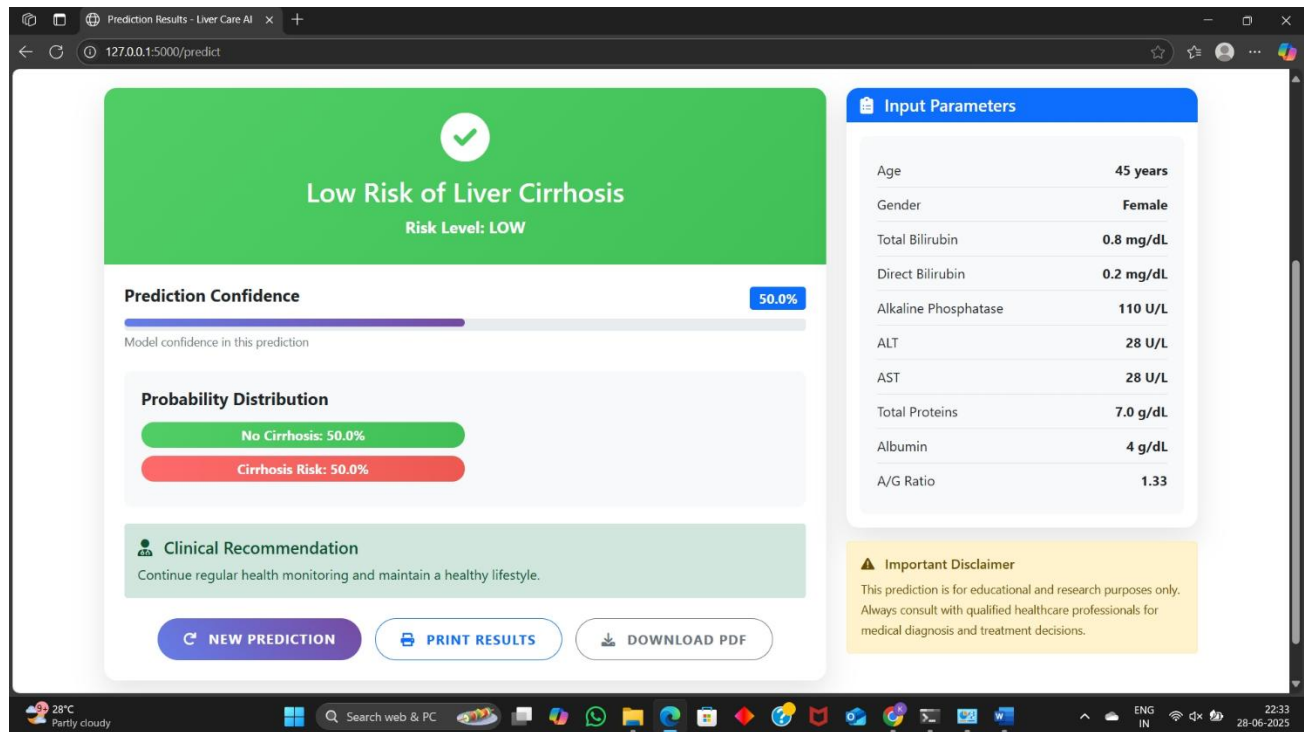 Prediction Results - Liver Care AI
127.0.0.1:5000/predict
Low Risk of Liver Cirrhosis
Risk Level: LOW
Prediction Confidence
50.0%
Model confidence in this prediction
Probability Distribution
No Cirrhosis: 50.0%
Cirrhosis Risk: 50.0%
Clinical Recommendation
Continue regular health monitoring and maintain a healthy lifestyle.
NEW PREDICTION
PRINT RESULTS
DOWNLOAD PDF
Input Parameters
Age 45 years
Gender Female
Total Bilirubin 0.8 mg/dL
Direct Bilirubin 0.2 mg/dL
Alkaline Phosphatase 110 U/L
ALT 28 U/L
AST 28 U/L
Total Proteins 7.0 g/dL
Albumin 4 g/dL
A/G Ratio 1.33
Important Disclaimer
This prediction is for educational and research purposes only.
Always consult with qualified healthcare professionals for
medical diagnosis and treatment decisions.
9+
28°C
Partly cloudy
Search web & PC
ENG
IN
22:33
28-06-2025